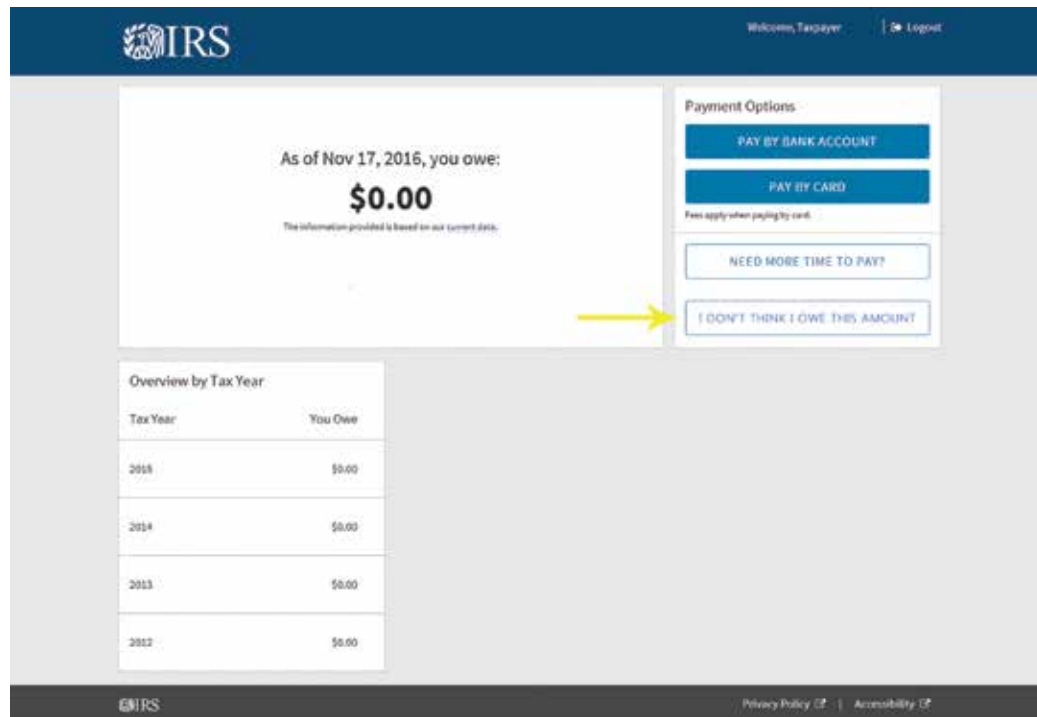 IRS
Welcome, Taxpayer | Logout
As of Nov 17, 2016, you owe:
$0.00
The information provided is based on our current data.
Payment Options
PAY BY BANK ACCOUNT
PAY BY CARD
Fees apply when paying by card.
NEED MORE TIME TO PAY?
I DON'T THINK I OWE THIS AMOUNT
Overview by Tax Year
Tax Year You Owe
2015 $0.00
2014 $0.00
2013 $0.00
2012 $0.00
IRS
Privacy Policy | Accessibility